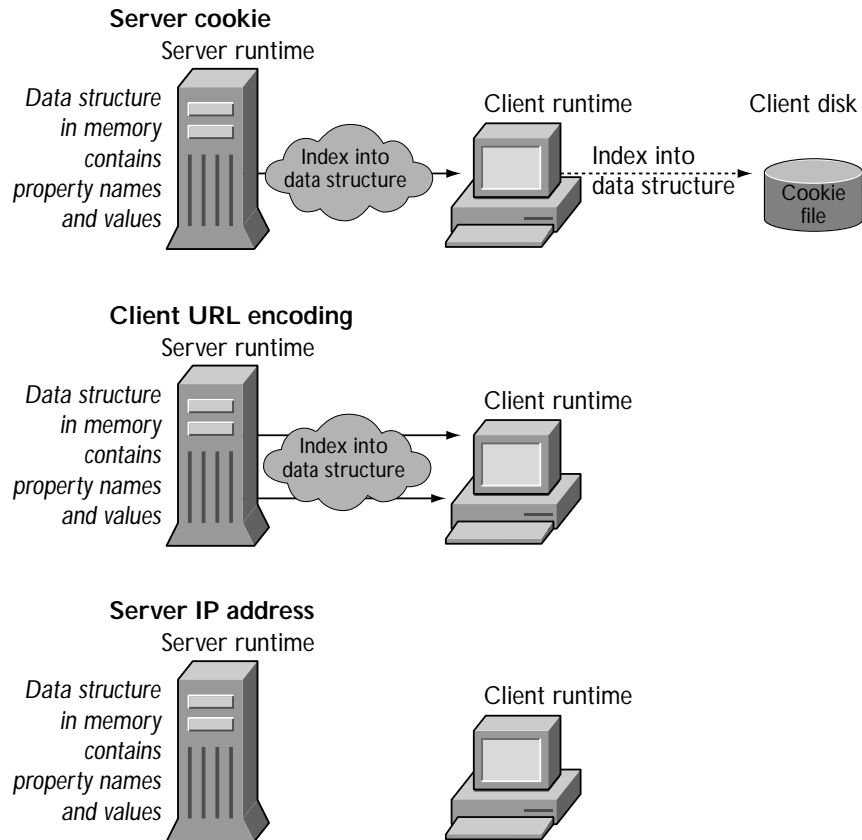 Server cookie
Server runtime
Data structure
in memory
contains
property names
and values
Index into
data structure
Client runtime
Index into
data structure
Client disk
Cookie
file
Client URL encoding
Server runtime
Data structure
in memory
contains
property names
and values
Index into
data structure
Client runtime
Server IP address
Server runtime
Data structure
in memory
contains
property names
and values
Client runtime